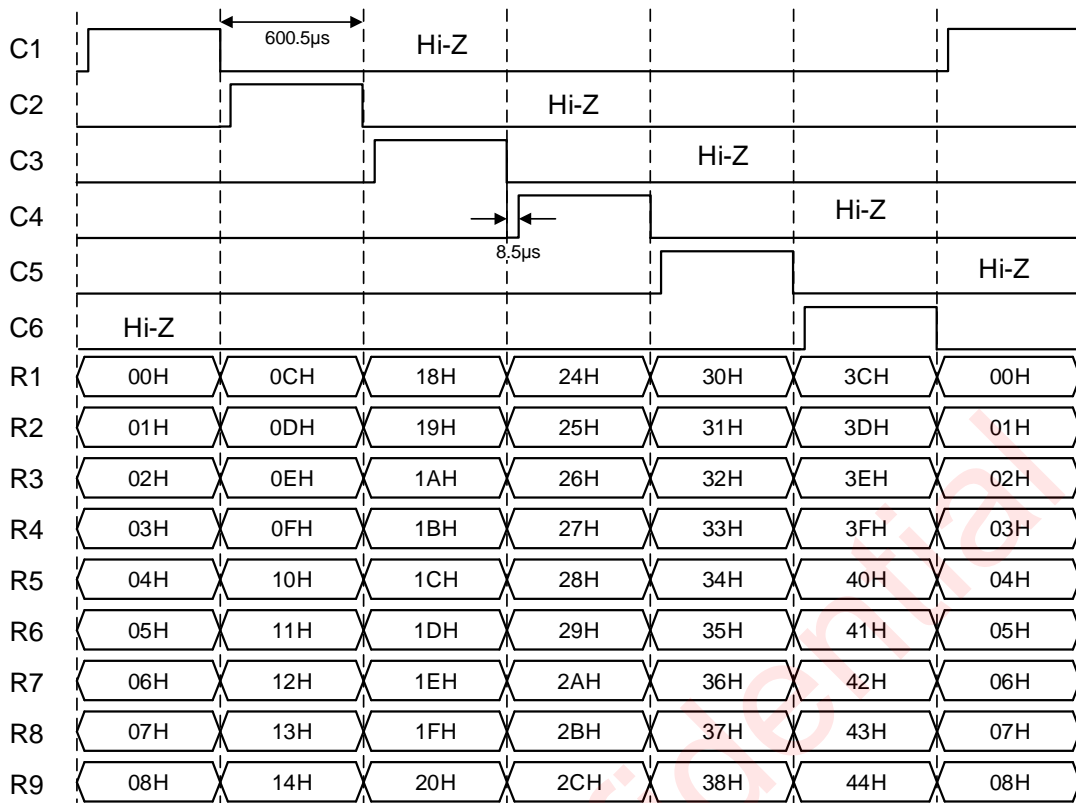 C1 600.5µs Hi-Z
C2 Hi-Z
C3 Hi-Z
C4 Hi-Z
8.5µs
C5 Hi-Z
C6 Hi-Z
R1 00H 0CH 18H 24H 30H 3CH 00H
R2 01H 0DH 19H 25H 31H 3DH 01H
R3 02H 0EH 1AH 26H 32H 3EH 02H
R4 03H 0FH 1BH 27H 33H 3FH 03H
R5 04H 10H 1CH 28H 34H 40H 04H
R6 05H 11H 1DH 29H 35H 41H 05H
R7 06H 12H 1EH 2AH 36H 42H 06H
R8 07H 13H 1FH 2BH 37H 43H 07H
R9 08H 14H 20H 2CH 38H 44H 08H
fidential